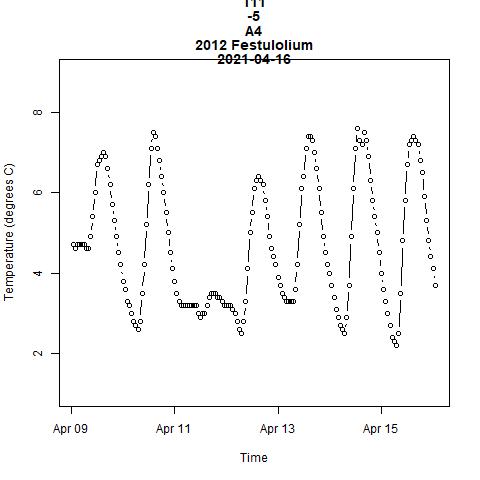 T11
-5
A4
2012 Festulolium
2021-04-16
Temperature (degrees C)
8
6
4
2
Apr 09
Apr 11
Apr 13
Apr 15
Time